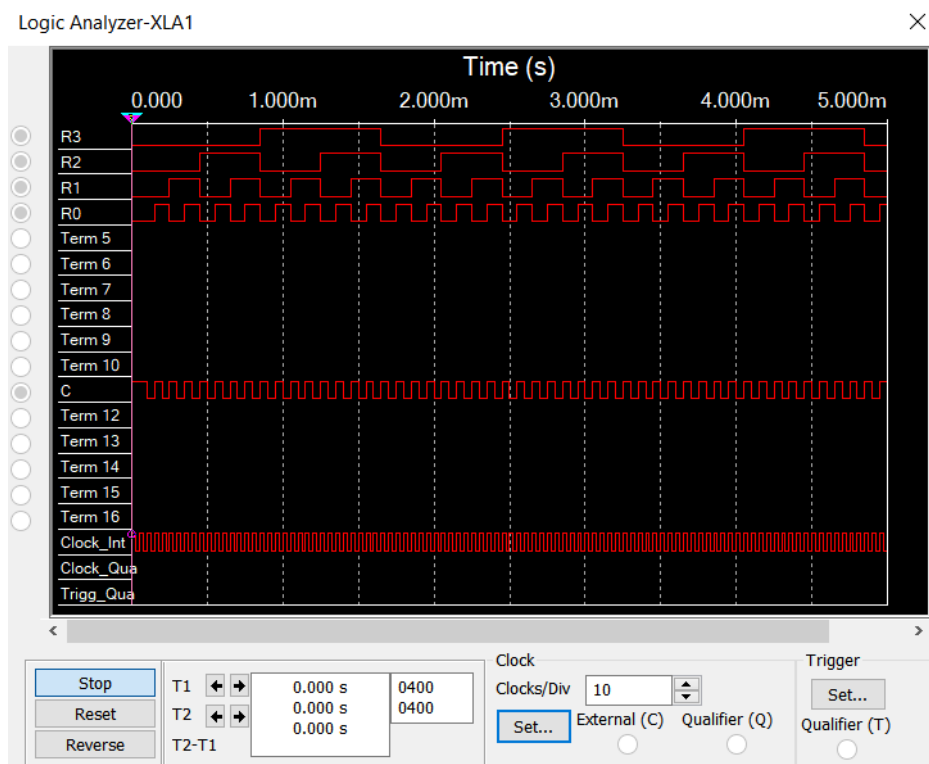 Logic Analyzer-XLA1
Time (s)
0.000 1.000m 2.000m 3.000m 4.000m 5.000m
R3
R2
R1
R0
Term 5
Term 6
Term 7
Term 8
Term 9
Term 10
C
Term 12
Term 13
Term 14
Term 15
Term 16
Clock_Int
Clock_Qua
Trigg_Qua
Stop
Reset
Reverse
T1
T2
T2-T1
0.000 s
0.000 s
0.000 s
0400
0400
Clock
Clocks/Div 10
Set... External (C) Qualifier (Q)
Trigger
Set...
Qualifier (T)